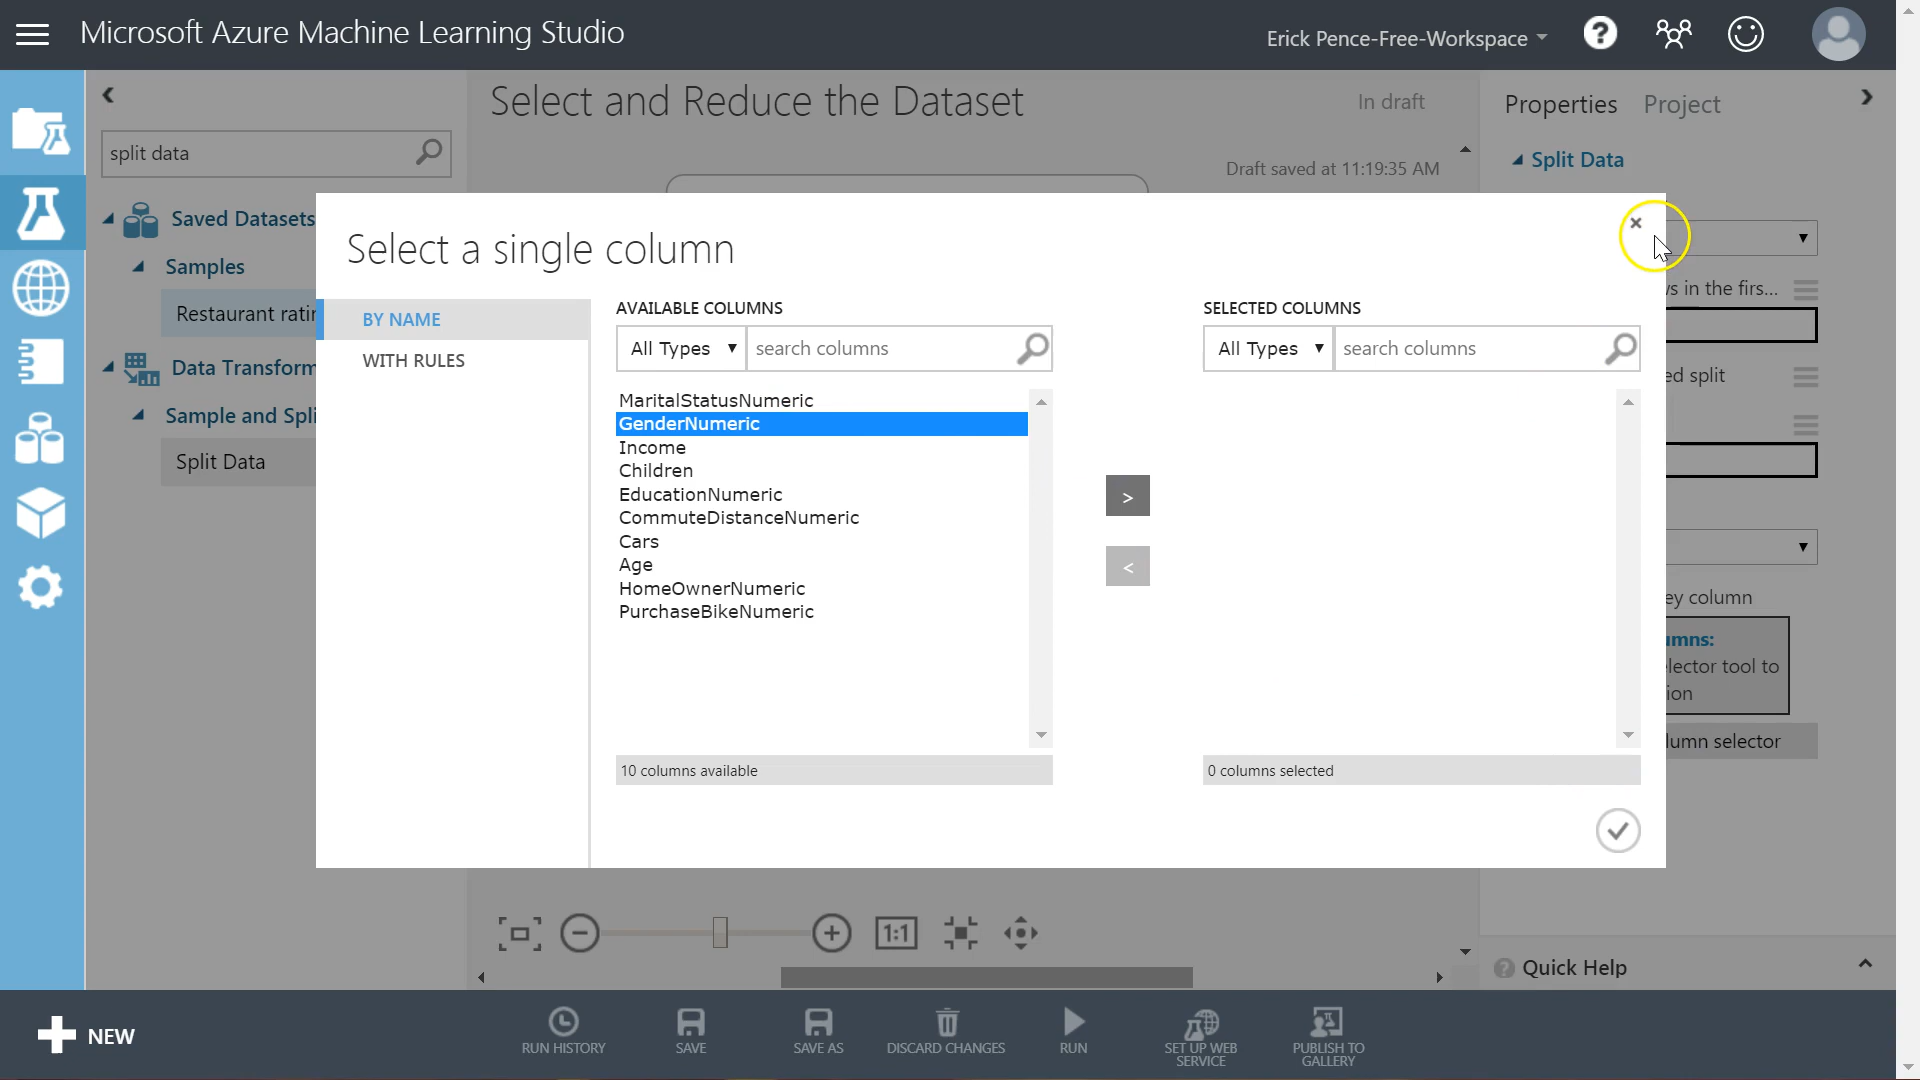 Microsoft Azure Machine Learning Studio
Erick Pence-Free-Workspace
?
split data
Saved Datasets
Samples
Restaurant ratin
Data Transform
Sample and Spli
Split Data
Select and Reduce the Dataset
In draft
Draft saved at 11:19:35 AM
Properties Project
Split Data
Select a single column
×
BY NAME
WITH RULES
AVAILABLE COLUMNS
All Types search columns
MaritalStatusNumeric
GenderNumeric
Income
Children
EducationNumeric
CommuteDistanceNumeric
Cars
Age
HomeOwnerNumeric
PurchaseBikeNumeric
10 columns available
>
<
SELECTED COLUMNS
All Types search columns
0 columns selected
vs in the firs...
ed split
ey column
umns:
lector tool to
ion
lumn selector
1:1
? Quick Help
NEW
RUN HISTORY
SAVE
SAVE AS
DISCARD CHANGES
RUN
SET UP WEB
SERVICE
PUBLISH TO
GALLERY